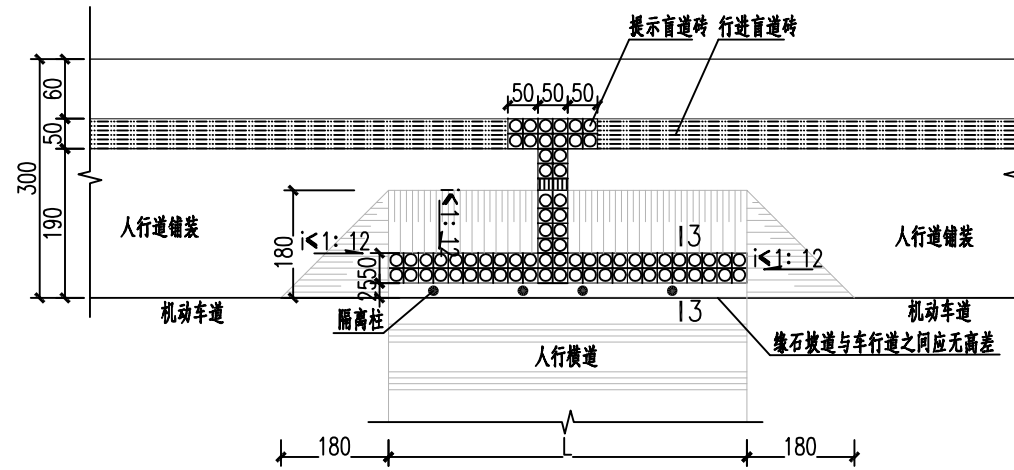 提示盲道砖 行进盲道砖
50 50 50
60
50
300
190
180
2550
人行道铺装
i<1:12
i<1:12
13
i<1:12
人行道铺装
机动车道
隔离柱
13
机动车道
缘石坡道与车行道之间应无高差
人行横道
180
L
180